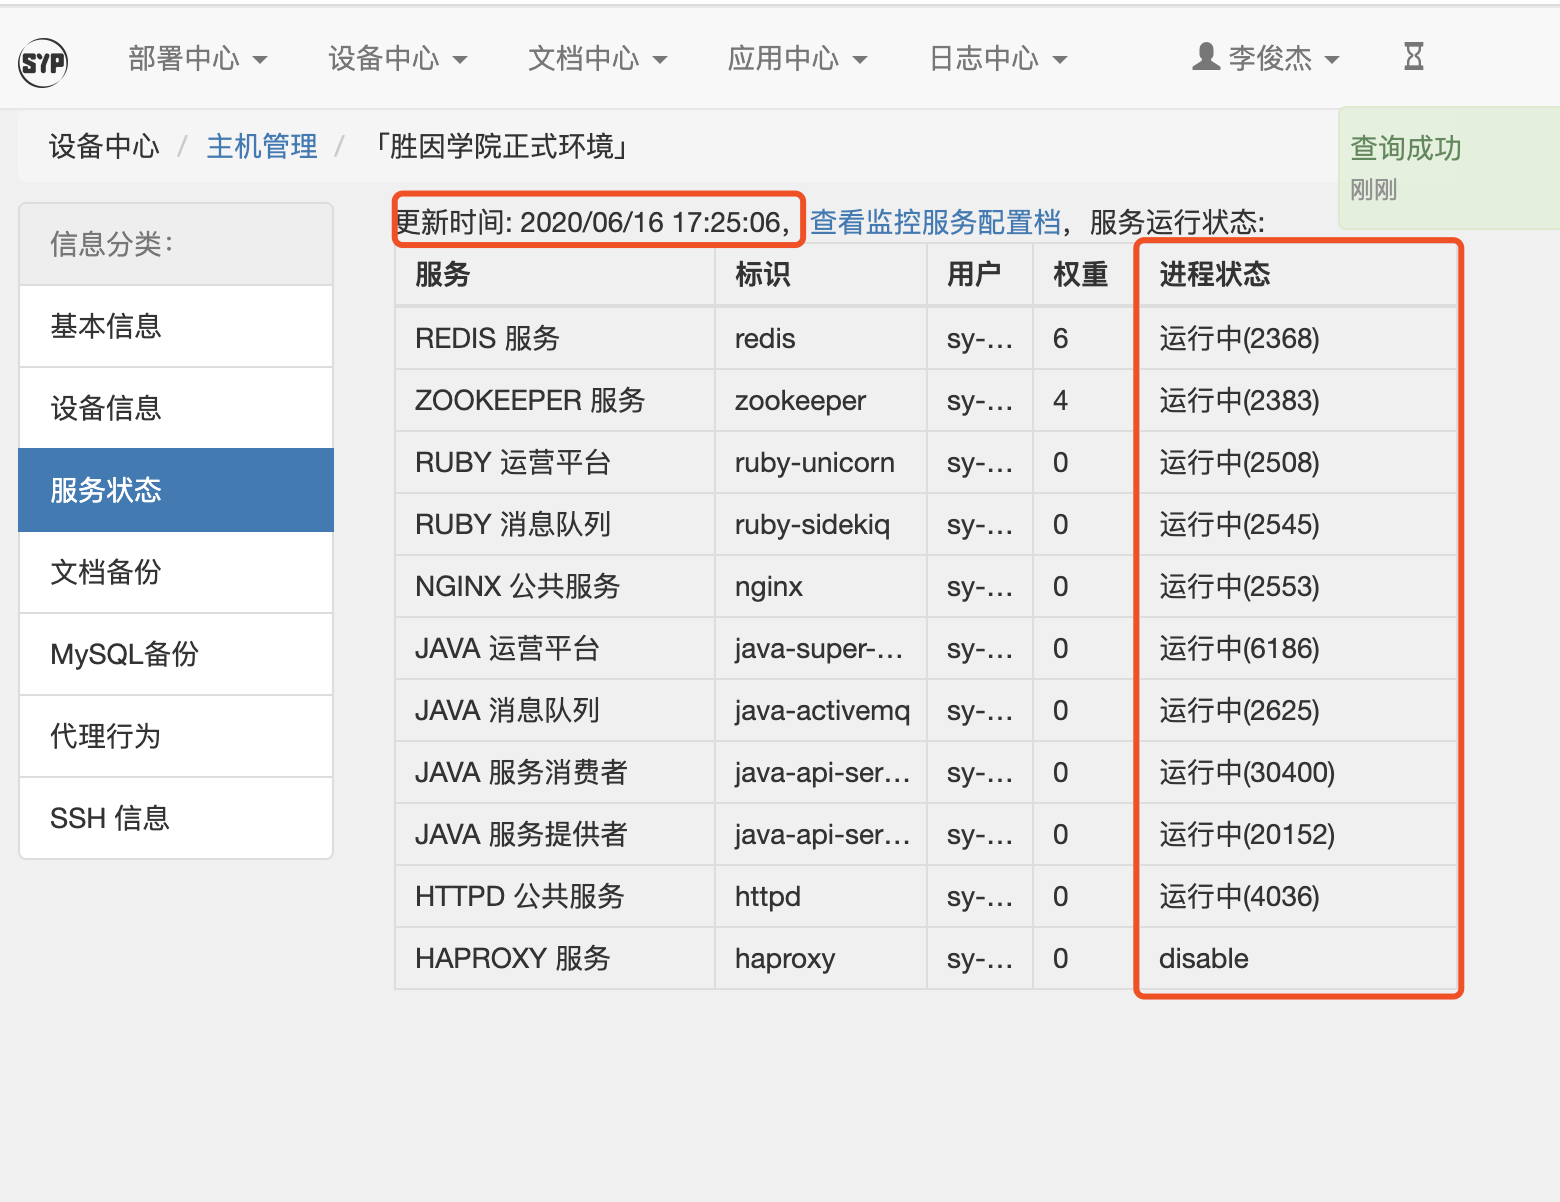 SYP 部署中心 设备中心 文档中心 应用中心 日志中心 李俊杰
设备中心 / 主机管理 / 「胜因学院正式环境」
查询成功
刚刚
信息分类:
基本信息
设备信息
服务状态
文档备份
MySQL备份
代理行为
SSH 信息
更新时间: 2020/06/16 17:25:06, 查看监控服务配置档, 服务运行状态:
服务 标识 用户 权重 进程状态
REDIS 服务 redis sy-... 6 运行中(2368)
ZOOKEEPER 服务 zookeeper sy-... 4 运行中(2383)
RUBY 运营平台 ruby-unicorn sy-... 0 运行中(2508)
RUBY 消息队列 ruby-sidekiq sy-... 0 运行中(2545)
NGINX 公共服务 nginx sy-... 0 运行中(2553)
JAVA 运营平台 java-super-... sy-... 0 运行中(6186)
JAVA 消息队列 java-activemq sy-... 0 运行中(2625)
JAVA 服务消费者 java-api-ser... sy-... 0 运行中(30400)
JAVA 服务提供者 java-api-ser... sy-... 0 运行中(20152)
HTTPD 公共服务 httpd sy-... 0 运行中(4036)
HAPROXY 服务 haproxy sy-... 0 disable